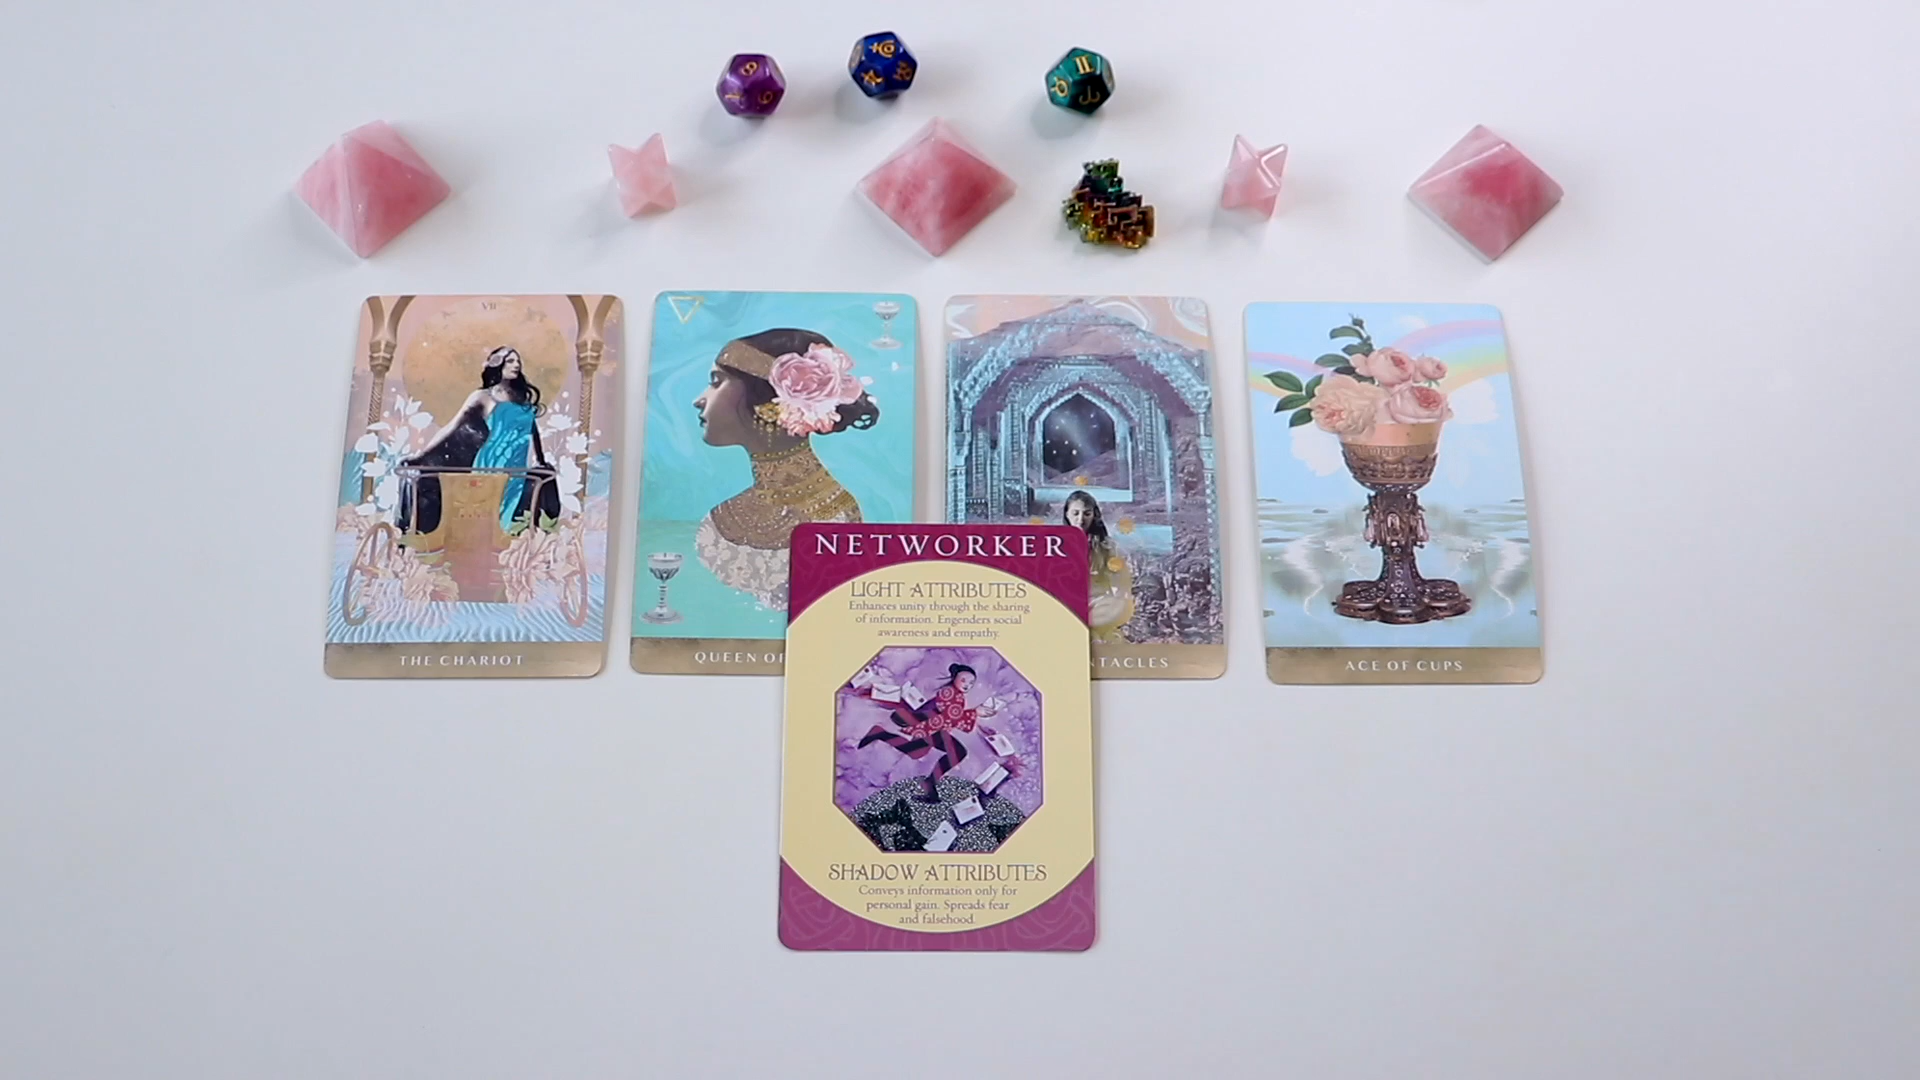 VII
THE CHARIOT
QUEEN OF
NTACLES
ACE OF CUPS
NETWORKER
LIGHT ATTRIBUTES
Enhances unity through the sharing
of information. Engenders social
awareness and empathy.
SHADOW ATTRIBUTES
Conveys information only for
personal gain. Spreads fear
and falsehood.